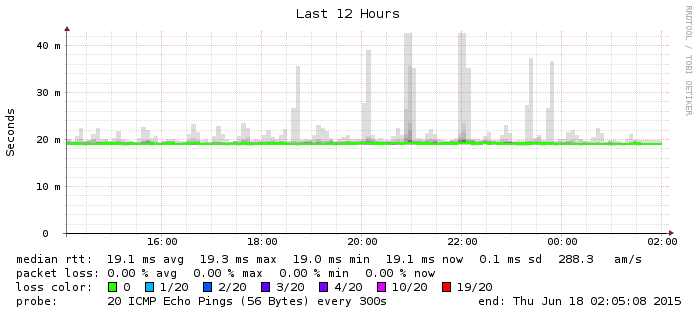 Last 12 Hours
RRDTOOL / TOBI OETIKER
Seconds
40 m
30 m
20 m
10 m
0
16:00 18:00 20:00 22:00 00:00 02:00
median rtt: 19.1 ms avg 19.3 ms max 19.0 ms min 19.1 ms now 0.1 ms sd 288.3 am/s
packet loss: 0.00 % avg 0.00 % max 0.00 % min 0.00 % now
loss color: 0 1/20 2/20 3/20 4/20 10/20 19/20
probe: 20 ICMP Echo Pings (56 Bytes) every 300s end: Thu Jun 18 02:05:08 2015